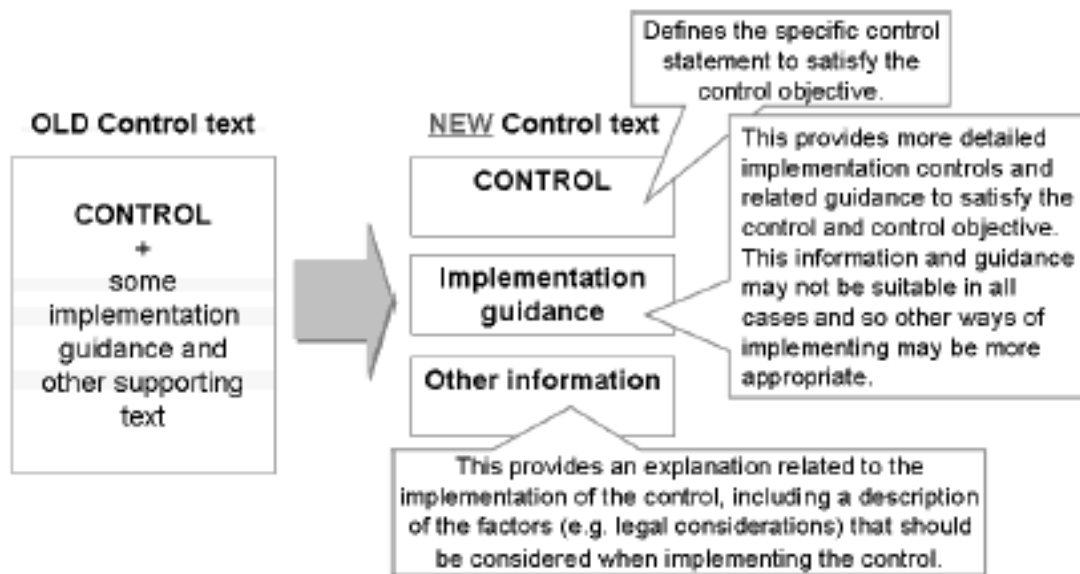 Defines the specific control
statement to satisfy the
control objective.
OLD Control text
NEW Control text
CONTROL
+
some
implementation
guidance and
other supporting
text
CONTROL
Implementation
guidance
Other information
This provides more detailed
implementation controls and
related guidance to satisfy the
control and control objective.
This information and guidance
may not be suitable in all
cases and so other ways of
implementing may be more
appropriate.
This provides an explanation related to the
implementation of the control, including a description
of the factors (e.g. legal considerations) that should
be considered when implementing the control.